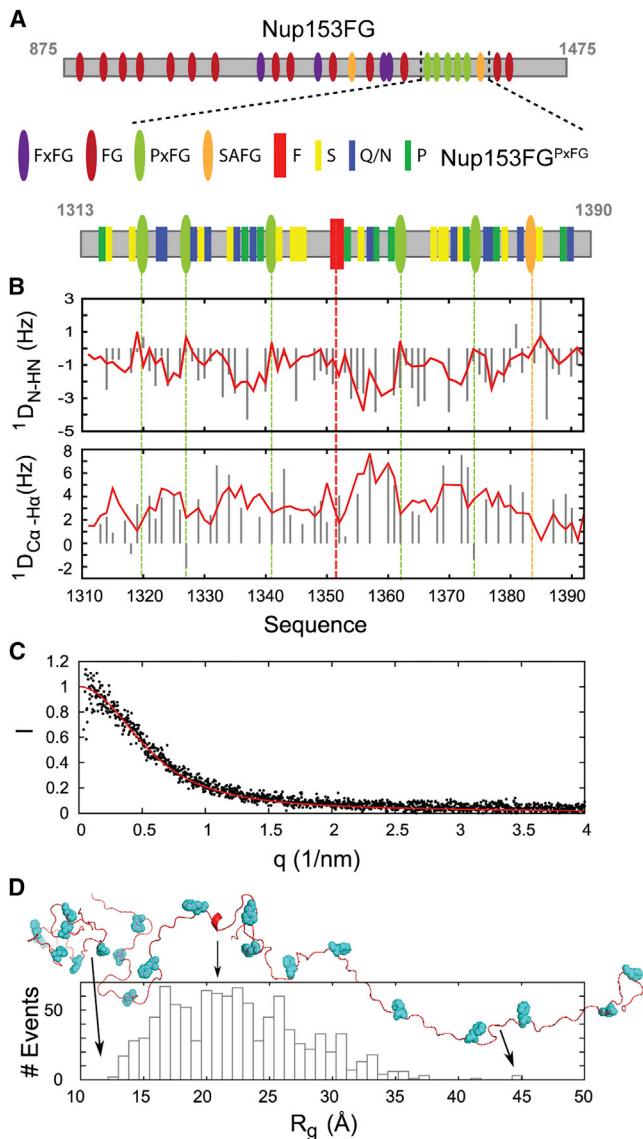 A
Nup153FG
875
1475
FxFG FG PxFG SAFG F S Q/N P Nup153FG^PxFG
1313
1390
B
3
1
-1
-3
-5
¹D_N-HN (Hz)
8
6
4
2
0
-2
¹D_Cα-Hα (Hz)
1310 1320 1330 1340 1350 1360 1370 1380 1390
Sequence
C
1.2
1
0.8
0.6
0.4
0.2
0
I
0 0.5 1 1.5 2 2.5 3 3.5 4
q (1/nm)
D
50
0
# Events
10 15 20 25 30 35 40 45 50
R_g (Å)